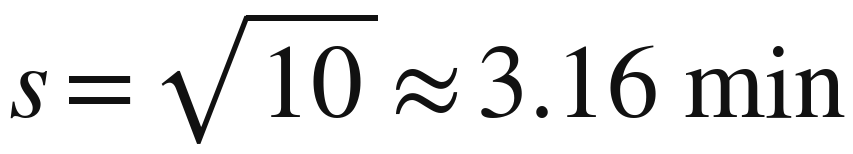 s = √10 ≈ 3.16 min